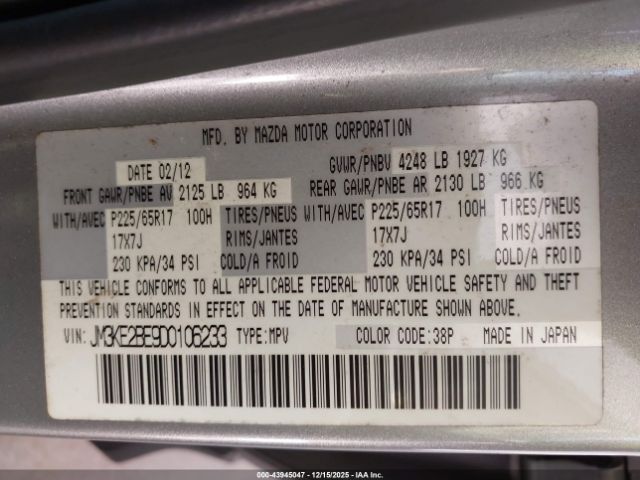 MFD. BY MAZDA MOTOR CORPORATION
DATE 02/12 GVWR/PNBV 4248 LB 1927 KG
FRONT GAWR/PNBE AV 2125 LB 964 KG REAR GAWR/PNBE AR 2130 LB 966 KG
WITH/AVEC P225/65R17 100H TIRES/PNEUS WITH/AVEC P225/65R17 100H TIRES/PNEUS
17X7J RIMS/JANTES 17X7J RIMS/JANTES
230 KPA/34 PSI COLD/A FROID 230 KPA/34 PSI COLD/A FROID
THIS VEHICLE CONFORMS TO ALL APPLICABLE FEDERAL MOTOR VEHICLE SAFETY AND THEFT
PREVENTION STANDARDS IN EFFECT ON THE DATE OF MANUFACTURE SHOWN ABOVE.
VIN: JM3KE2BE9D0106233 TYPE:MPV COLOR CODE:38P MADE IN JAPAN
000-43945047 12/15/2025 Copyright IAA, Inc.